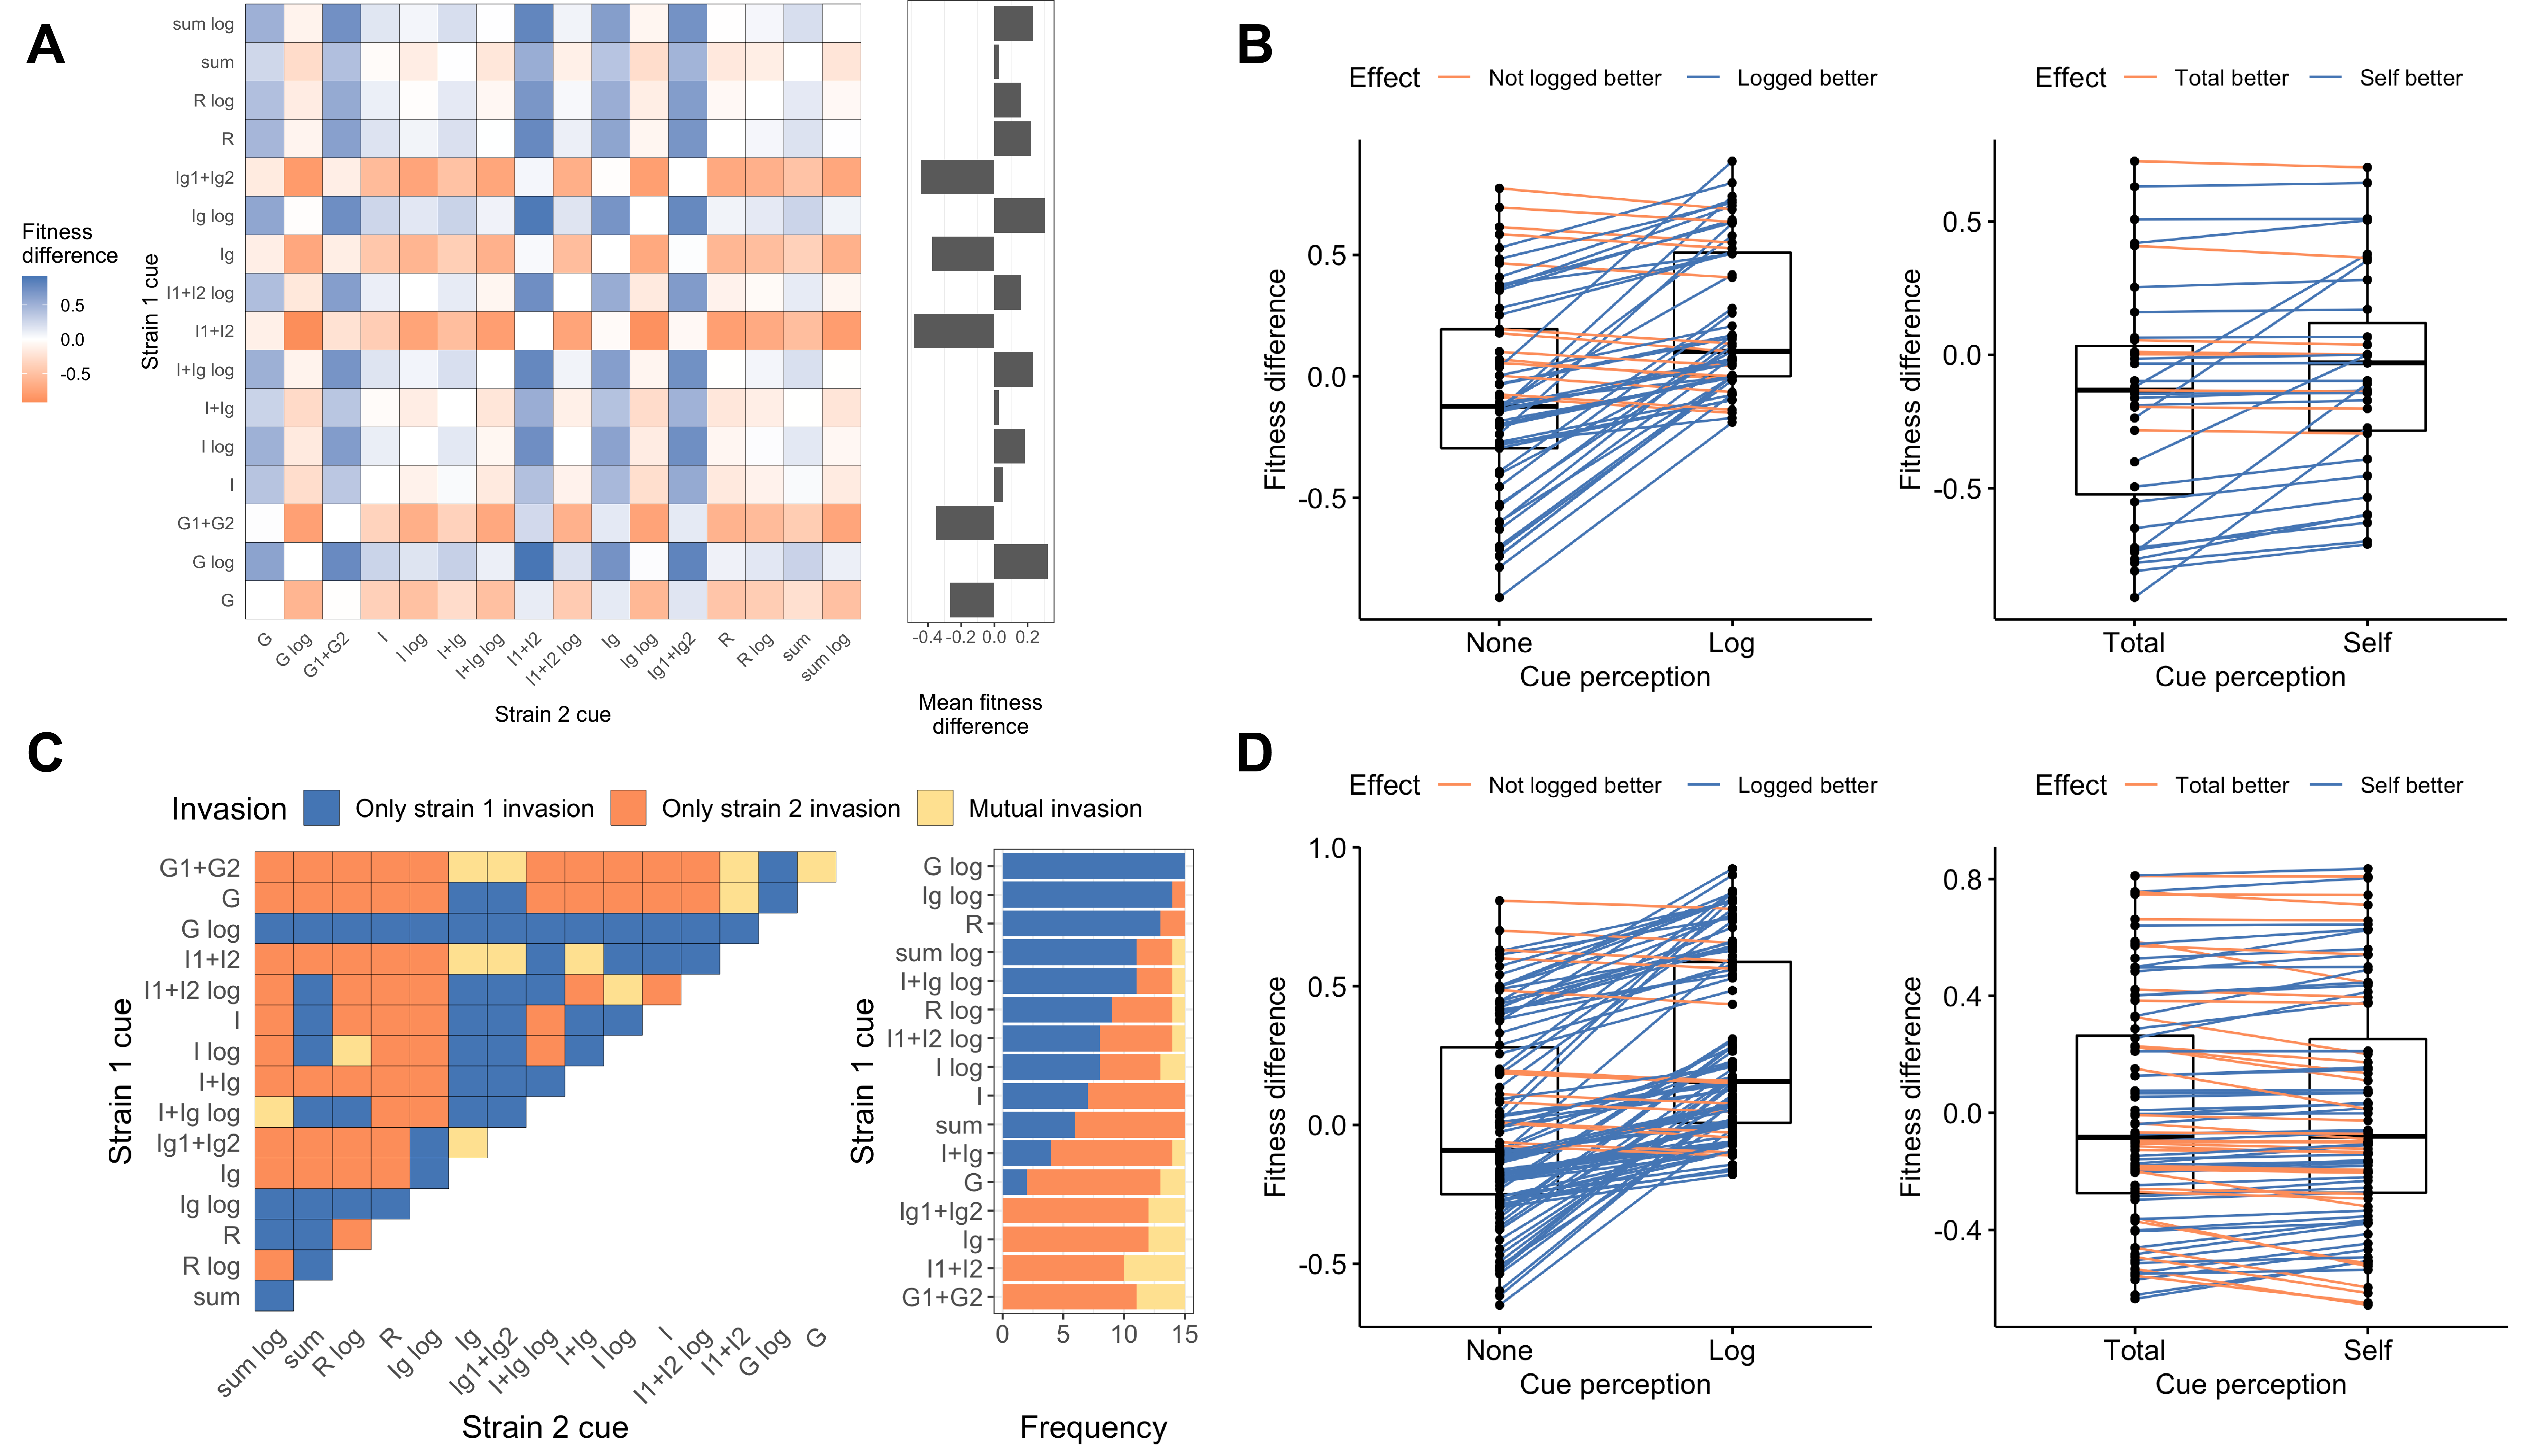 A
sum log
sum
R log
R
Ig1+Ig2
Ig log
Ig
I1+I2 log
I1+I2
I+Ig log
I+Ig
I log
I
G1+G2
G log
G
Strain 1 cue
Fitness
difference
0.5
0.0
-0.5
G
G log
G1+G2
I
I log
I+Ig
I+Ig log
I1+I2
I1+I2 log
Ig
Ig log
Ig1+Ig2
R
R log
sum
sum log
Strain 2 cue
-0.4 -0.2 0.0 0.2
Mean fitness
difference
B
Effect Not logged better Logged better
Fitness difference
0.5
0.0
-0.5
None Log
Cue perception
Effect Total better Self better
Fitness difference
0.5
0.0
-0.5
Total Self
Cue perception
C
Invasion Only strain 1 invasion Only strain 2 invasion Mutual invasion
Strain 1 cue
G1+G2
G
G log
I1+I2
I1+I2 log
I
I log
I+Ig
I+Ig log
Ig1+Ig2
Ig
Ig log
R
R log
sum
sum log
sum
R log
R
Ig log
Ig
Ig1+Ig2
I+Ig log
I+Ig
I log
I
I1+I2 log
I1+I2
G log
G
Strain 2 cue
Strain 1 cue
G log
Ig log
R
sum log
I+Ig log
R log
I1+I2 log
I log
I
sum
I+Ig
G
Ig1+Ig2
Ig
I1+I2
G1+G2
0 5 10 15
Frequency
D
Effect Not logged better Logged better
Fitness difference
1.0
0.5
0.0
-0.5
None Log
Cue perception
Effect Total better Self better
Fitness difference
0.8
0.4
0.0
-0.4
Total Self
Cue perception